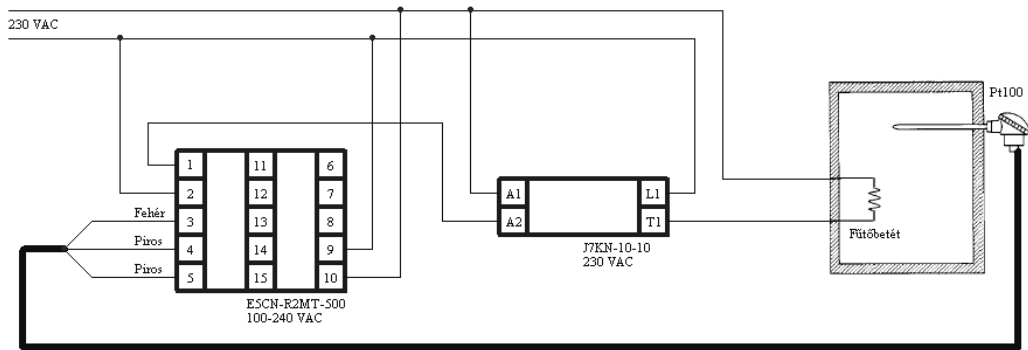 230 VAC
Pt100
1 11 6
2 12 7
3 13 8
4 14 9
5 15 10
Fehér
Piros
Piros
E5CN-R2MT-500
100-240 VAC
A1 L1
A2 T1
J7KN-10-10
230 VAC
Fűtőbetét